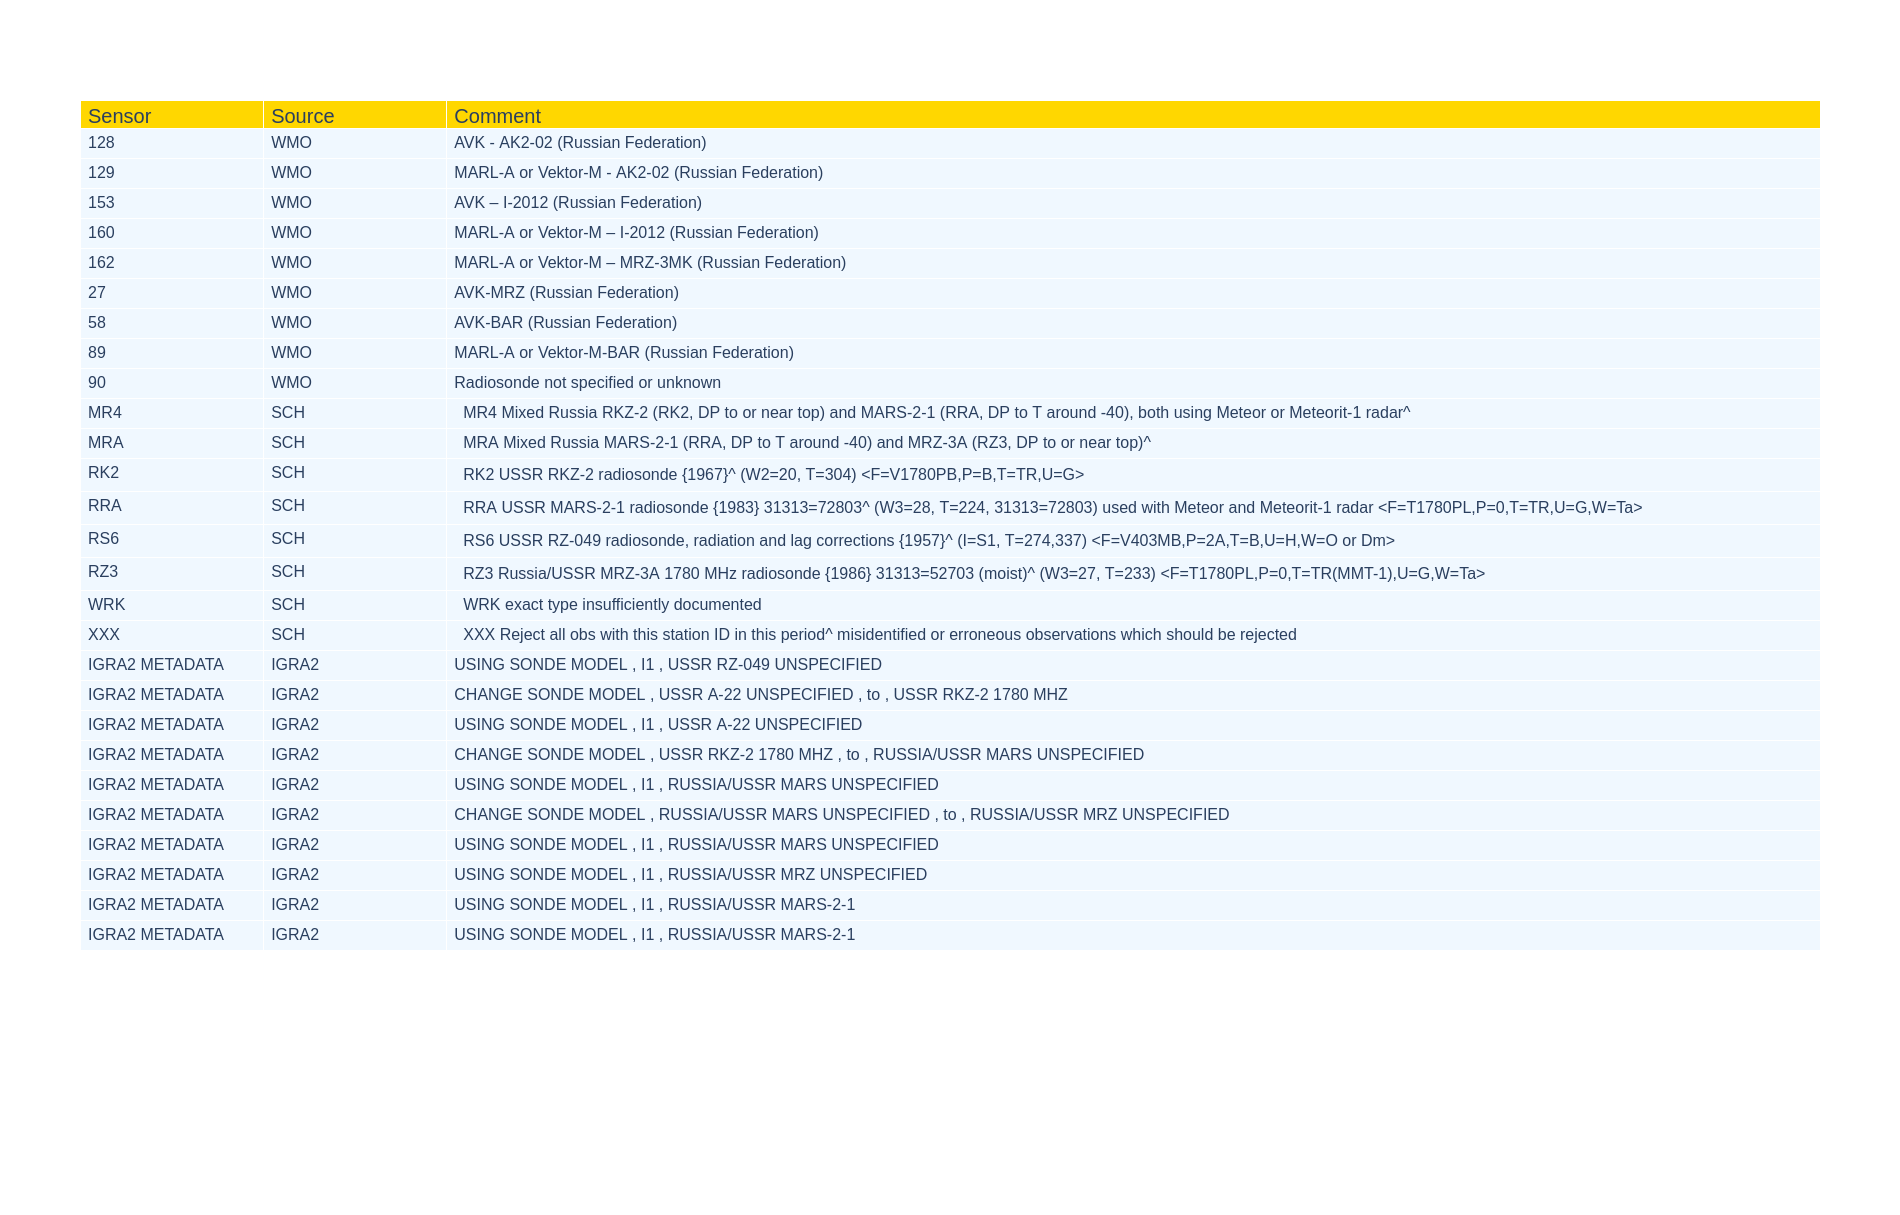 Sensor Source Comment
128 WMO AVK - AK2-02 (Russian Federation)
129 WMO MARL-A or Vektor-M - AK2-02 (Russian Federation)
153 WMO AVK – I-2012 (Russian Federation)
160 WMO MARL-A or Vektor-M – I-2012 (Russian Federation)
162 WMO MARL-A or Vektor-M – MRZ-3MK (Russian Federation)
27 WMO AVK-MRZ (Russian Federation)
58 WMO AVK-BAR (Russian Federation)
89 WMO MARL-A or Vektor-M-BAR (Russian Federation)
90 WMO Radiosonde not specified or unknown
MR4 SCH MR4 Mixed Russia RKZ-2 (RK2, DP to or near top) and MARS-2-1 (RRA, DP to T around -40), both using Meteor or Meteorit-1 radar^
MRA SCH MRA Mixed Russia MARS-2-1 (RRA, DP to T around -40) and MRZ-3A (RZ3, DP to or near top)^
RK2 SCH RK2 USSR RKZ-2 radiosonde {1967}^ (W2=20, T=304) <F=V1780PB,P=B,T=TR,U=G>
RRA SCH RRA USSR MARS-2-1 radiosonde {1983} 31313=72803^ (W3=28, T=224, 31313=72803) used with Meteor and Meteorit-1 radar <F=T1780PL,P=0,T=TR,U=G,W=Ta>
RS6 SCH RS6 USSR RZ-049 radiosonde, radiation and lag corrections {1957}^ (I=S1, T=274,337) <F=V403MB,P=2A,T=B,U=H,W=O or Dm>
RZ3 SCH RZ3 Russia/USSR MRZ-3A 1780 MHz radiosonde {1986} 31313=52703 (moist)^ (W3=27, T=233) <F=T1780PL,P=0,T=TR(MMT-1),U=G,W=Ta>
WRK SCH WRK exact type insufficiently documented
XXX SCH XXX Reject all obs with this station ID in this period^ misidentified or erroneous observations which should be rejected
IGRA2 METADATA IGRA2 USING SONDE MODEL , I1 , USSR RZ-049 UNSPECIFIED
IGRA2 METADATA IGRA2 CHANGE SONDE MODEL , USSR A-22 UNSPECIFIED , to , USSR RKZ-2 1780 MHZ
IGRA2 METADATA IGRA2 USING SONDE MODEL , I1 , USSR A-22 UNSPECIFIED
IGRA2 METADATA IGRA2 CHANGE SONDE MODEL , USSR RKZ-2 1780 MHZ , to , RUSSIA/USSR MARS UNSPECIFIED
IGRA2 METADATA IGRA2 USING SONDE MODEL , I1 , RUSSIA/USSR MARS UNSPECIFIED
IGRA2 METADATA IGRA2 CHANGE SONDE MODEL , RUSSIA/USSR MARS UNSPECIFIED , to , RUSSIA/USSR MRZ UNSPECIFIED
IGRA2 METADATA IGRA2 USING SONDE MODEL , I1 , RUSSIA/USSR MARS UNSPECIFIED
IGRA2 METADATA IGRA2 USING SONDE MODEL , I1 , RUSSIA/USSR MRZ UNSPECIFIED
IGRA2 METADATA IGRA2 USING SONDE MODEL , I1 , RUSSIA/USSR MARS-2-1
IGRA2 METADATA IGRA2 USING SONDE MODEL , I1 , RUSSIA/USSR MARS-2-1